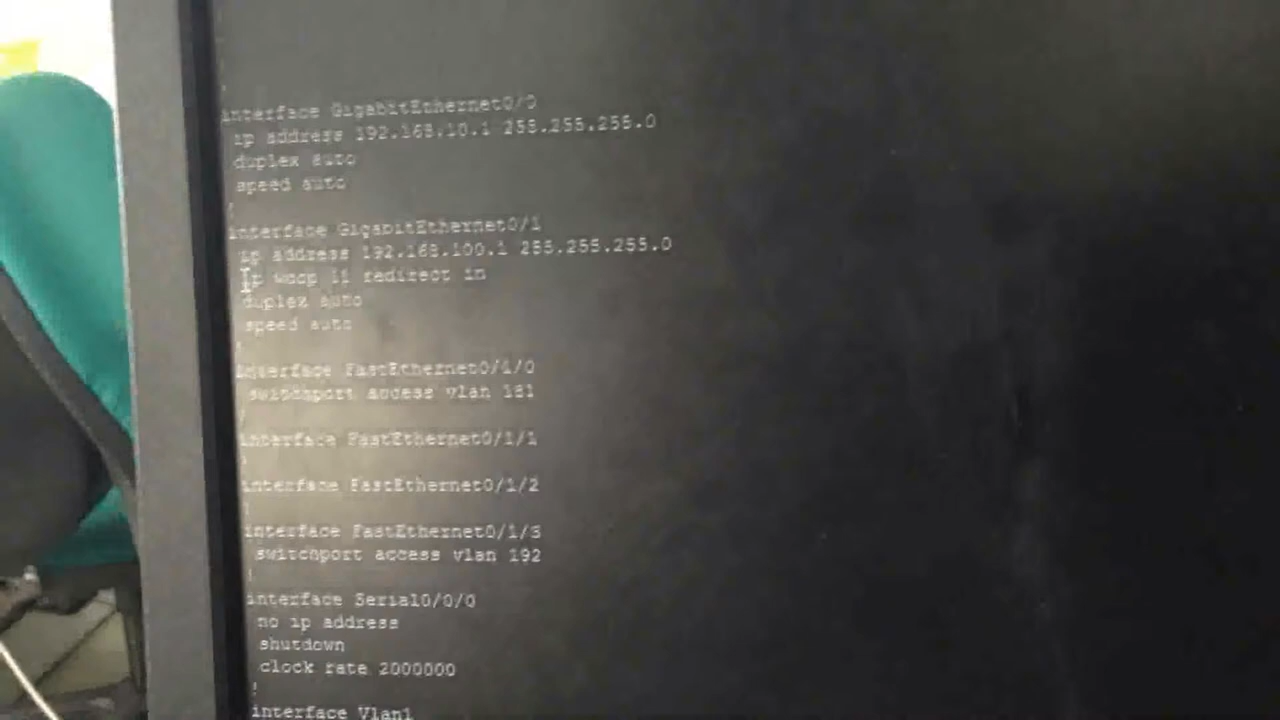 interface GigabitEthernet0/0
ip address 192.168.10.1 255.255.255.0
duplex auto
speed auto
!
interface GigabitEthernet0/1
ip address 192.168.100.1 255.255.255.0
ip wccp 11 redirect in
duplex auto
speed auto
!
interface FastEthernet0/1/0
switchport access vlan 181
!
interface FastEthernet0/1/1
!
interface FastEthernet0/1/2
!
interface FastEthernet0/1/3
switchport access vlan 192
!
interface Serial0/0/0
no ip address
shutdown
clock rate 2000000
!
interface Vlan1